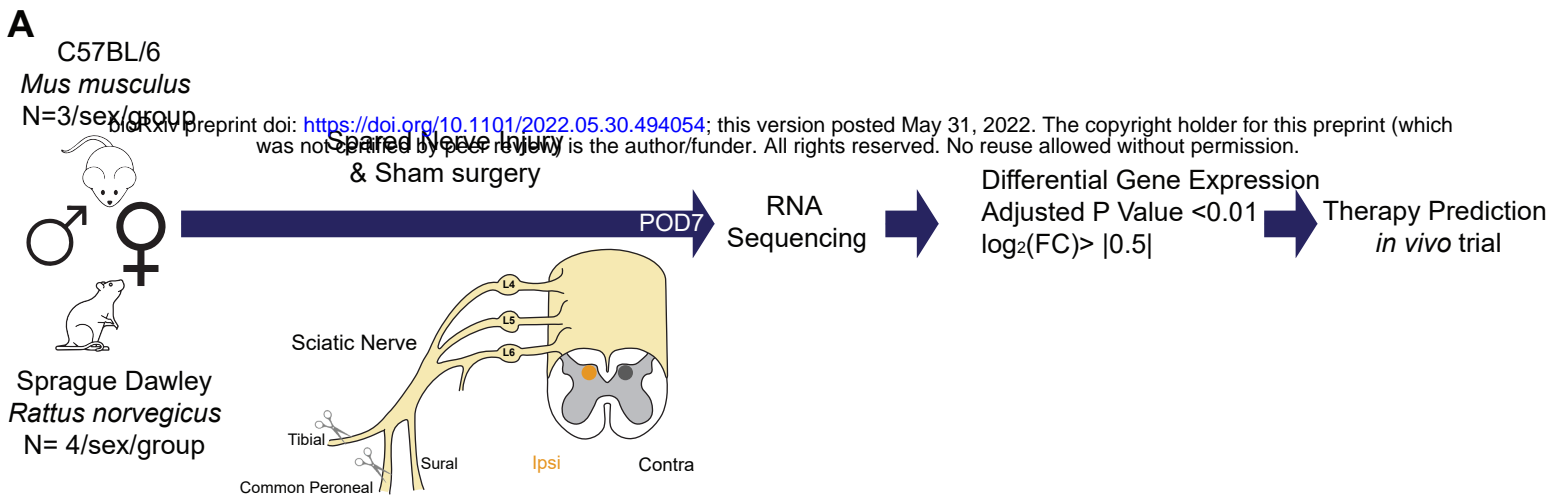 A
C57BL/6
Mus musculus
N=3/sex/group
bioRxiv preprint doi: https://doi.org/10.1101/2022.05.30.494054; this version posted May 31, 2022. The copyright holder for this preprint (which
was not certified by peer review) is the author/funder. All rights reserved. No reuse allowed without permission.
Spared Nerve Injury
& Sham surgery
POD7
RNA
Sequencing
Differential Gene Expression
Adjusted P Value <0.01
log2(FC)> |0.5|
Therapy Prediction
in vivo trial
L4
L5
L6
Sciatic Nerve
Sprague Dawley
Rattus norvegicus
N= 4/sex/group
Tibial
Common Peroneal
Sural
Ipsi
Contra